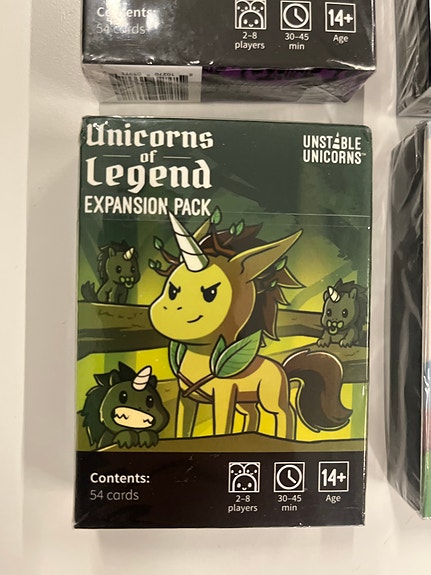 Contents:
54 cards
2–8
players
30–45
min
14+
Age
Unicorns
of
Legend
EXPANSION PACK
UNSTABLE
UNICORNS™
Contents:
54 cards
2–8
players
30–45
min
14+
Age